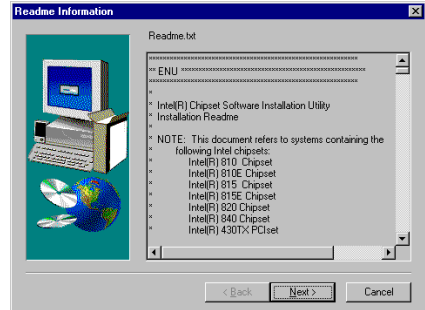 Readme Information
Readme.txt
** ENU **************************************************
*
* Intel(R) Chipset Software Installation Utility
* Installation Readme
*
* NOTE: This document refers to systems containing the
* following Intel chipsets:
* Intel(R) 810 Chipset
* Intel(R) 810E Chipset
* Intel(R) 815 Chipset
* Intel(R) 815E Chipset
* Intel(R) 820 Chipset
* Intel(R) 840 Chipset
* Intel(R) 430TX PCIset
< Back Next > Cancel